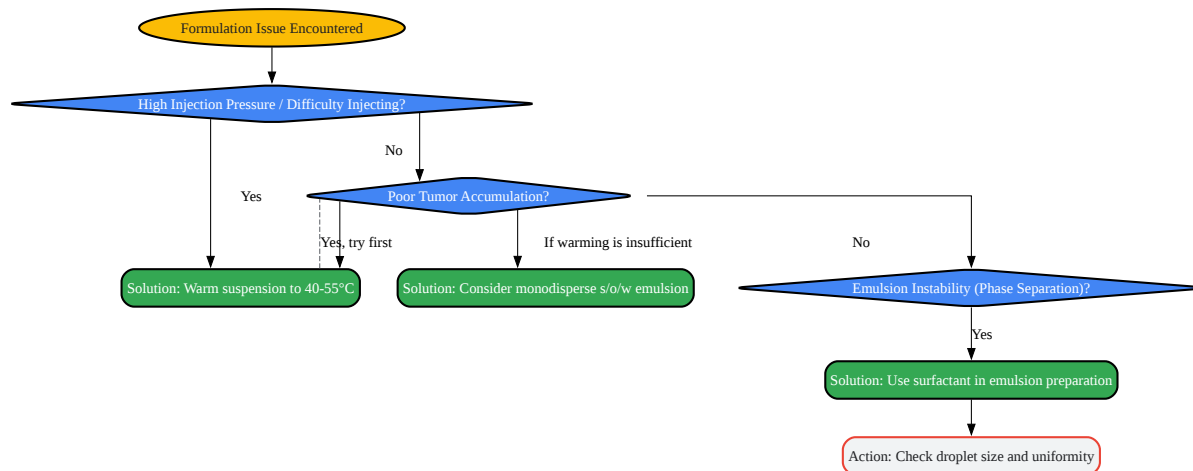 Formulation Issue Encountered
High Injection Pressure / Difficulty Injecting?
No
Yes
Poor Tumor Accumulation?
Yes, try first
If warming is insufficient
No
Solution: Warm suspension to 40-55°C
Solution: Consider monodisperse s/o/w emulsion
Emulsion Instability (Phase Separation)?
Yes
Solution: Use surfactant in emulsion preparation
Action: Check droplet size and uniformity